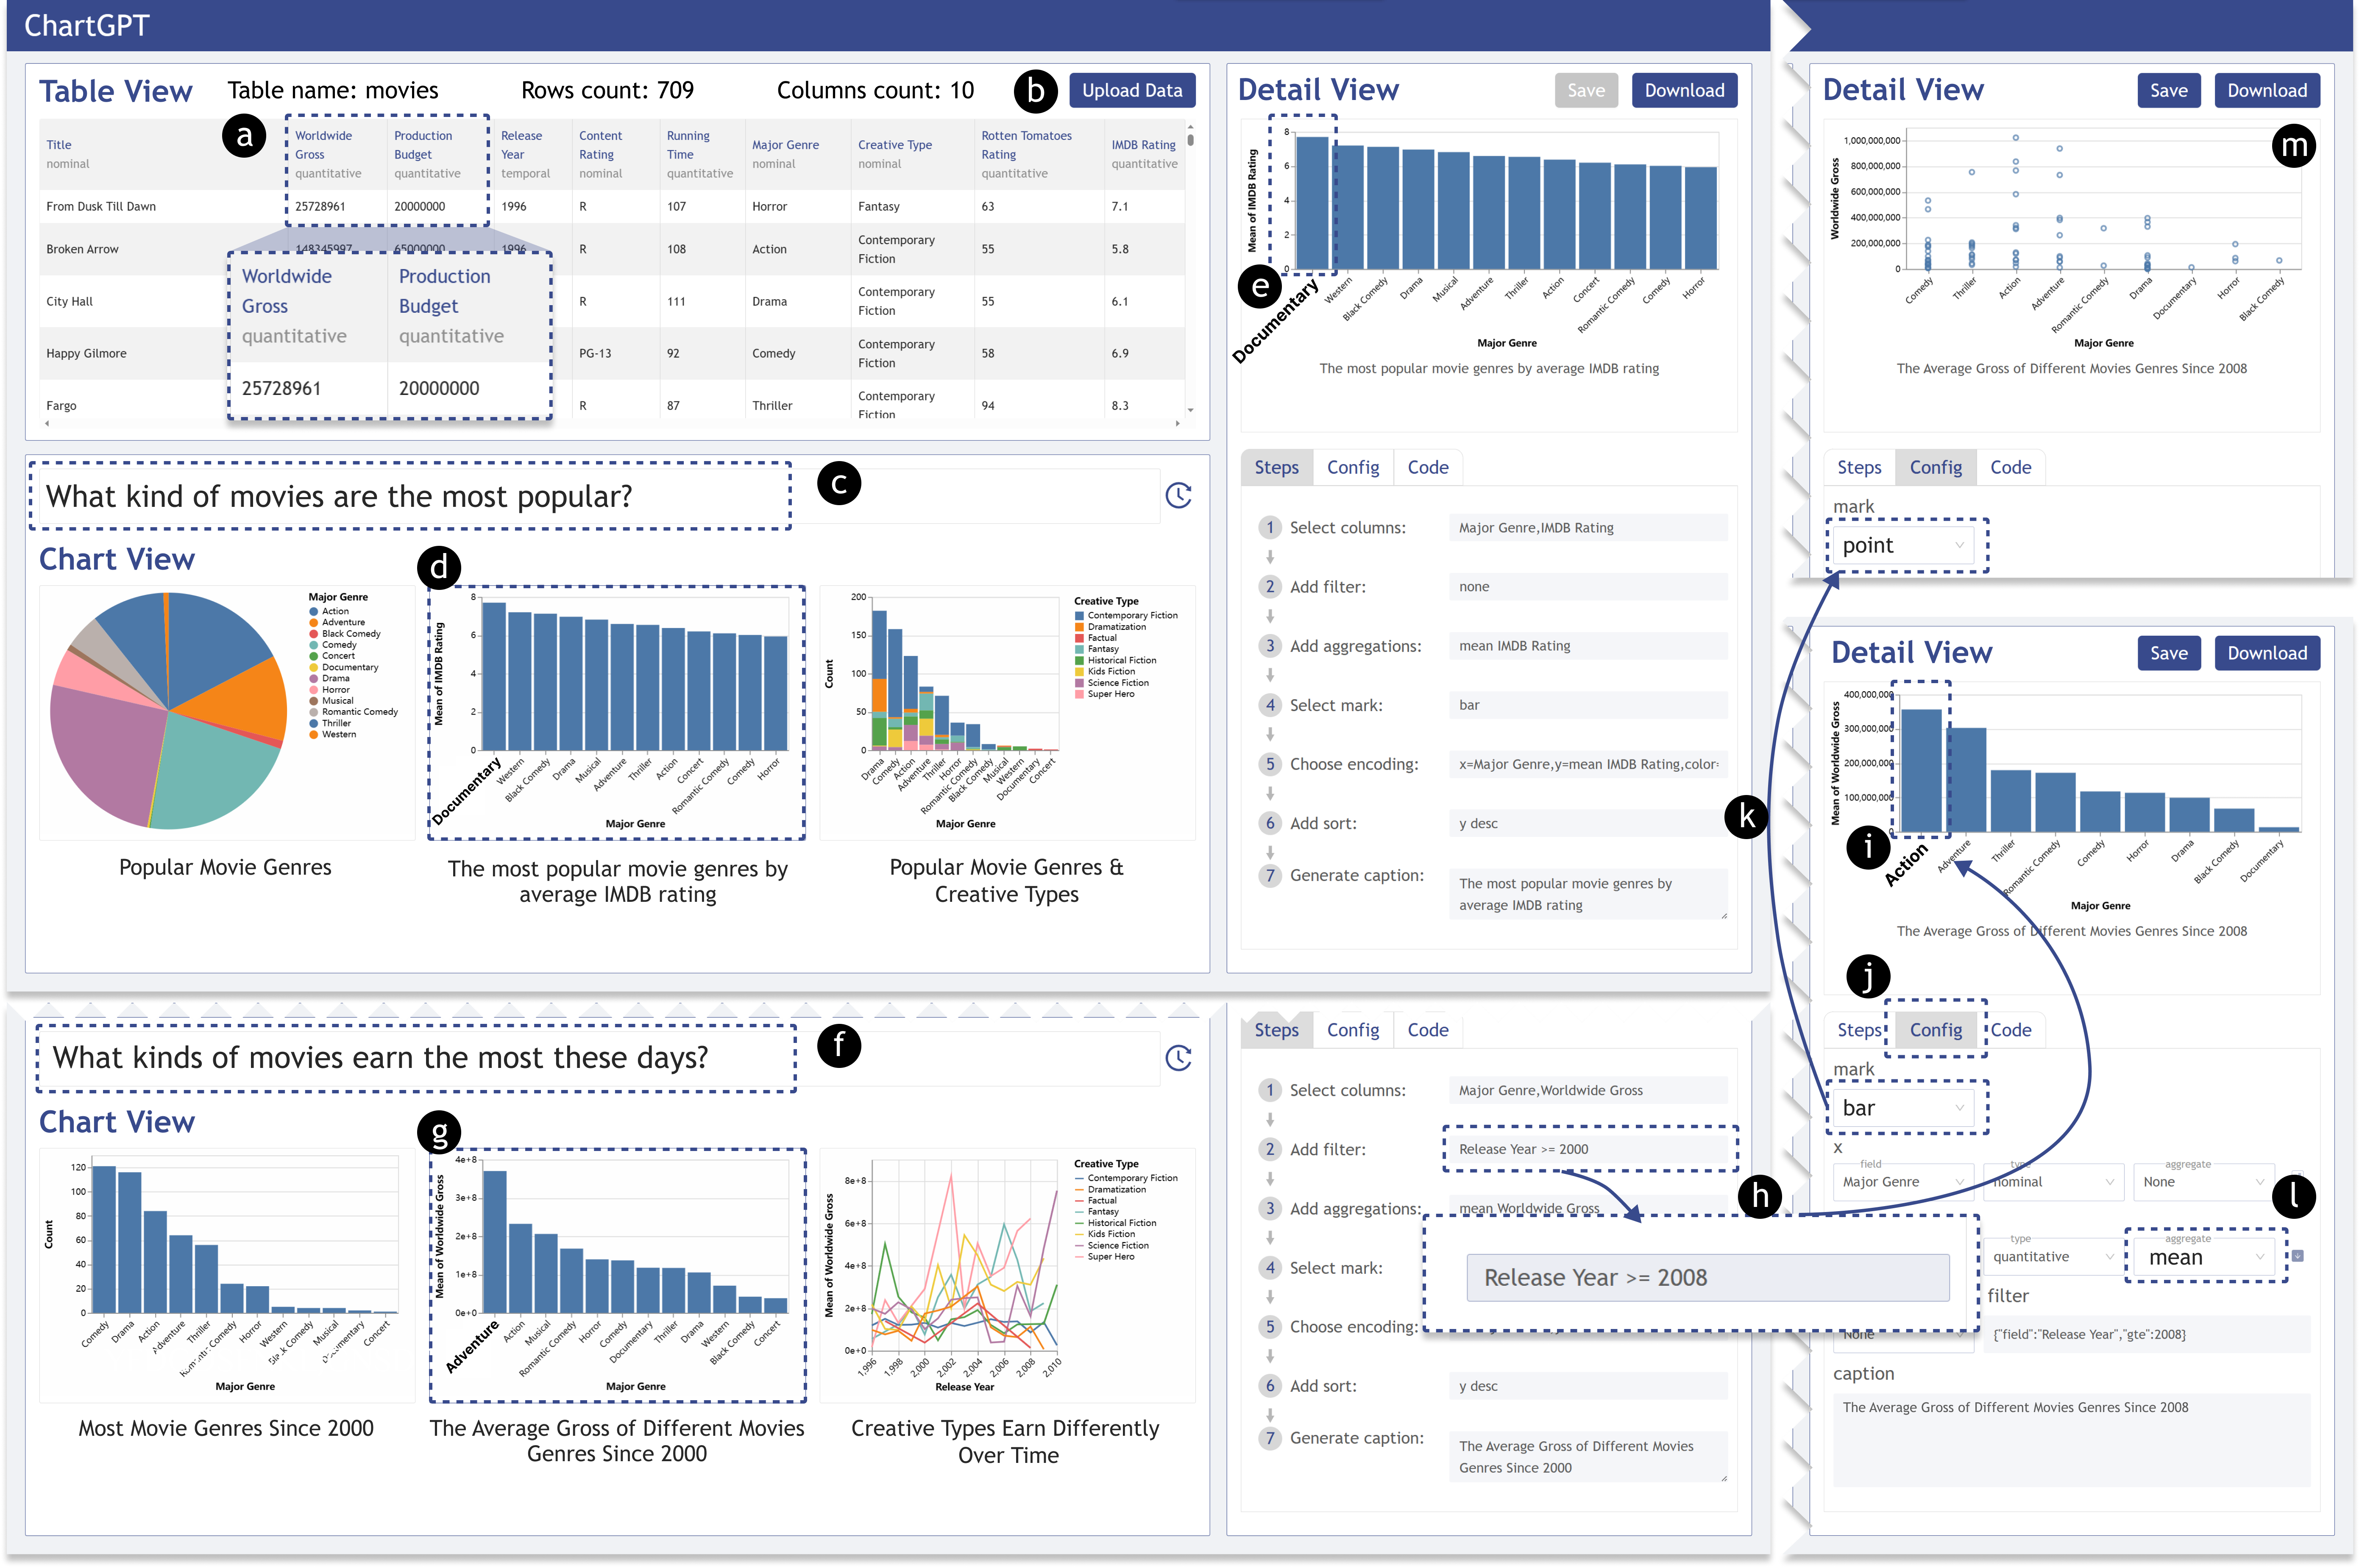 ChartGPT
Table View
Table name: movies
Rows count: 709
Columns count: 10
b
Upload Data
a
Title
nominal
Worldwide
Gross
quantitative
Production
Budget
quantitative
Release
Year
temporal
Content
Rating
nominal
Running
Time
quantitative
Major Genre
nominal
Creative Type
nominal
Rotten Tomatoes
Rating
quantitative
IMDB Rating
quantitative
From Dusk Till Dawn 25728961 20000000 1996 R 107 Horror Fantasy 63 7.1
Broken Arrow 148345997 65000000 1996 R 108 Action Contemporary Fiction 55 5.8
City Hall R 111 Drama Contemporary Fiction 55 6.1
Happy Gilmore PG-13 92 Comedy Contemporary Fiction 58 6.9
Fargo R 87 Thriller Contemporary Fiction 94 8.3
Worldwide
Gross
quantitative
25728961
Production
Budget
quantitative
20000000
What kind of movies are the most popular?
c
Chart View
d
Major Genre
Action
Adventure
Black Comedy
Comedy
Concert
Documentary
Drama
Horror
Musical
Romantic Comedy
Thriller
Western
Popular Movie Genres
Mean of IMDB Rating
8
6
4
2
0
Documentary
Western
Black Comedy
Drama
Musical
Adventure
Thriller
Action
Concert
Romantic Comedy
Comedy
Horror
Major Genre
The most popular movie genres by
average IMDB rating
Count
200
150
100
50
0
Drama
Comedy
Action
Adventure
Thriller
Horror
Romantic Comedy
Black Comedy
Musical
Western
Documentary
Concert
Major Genre
Creative Type
Contemporary Fiction
Dramatization
Factual
Fantasy
Historical Fiction
Kids Fiction
Science Fiction
Super Hero
Popular Movie Genres &
Creative Types
Detail View
Save
Download
Mean of IMDB Rating
8
6
4
2
0
e
Documentary
Western
Black Comedy
Drama
Musical
Adventure
Thriller
Action
Concert
Romantic Comedy
Comedy
Horror
Major Genre
The most popular movie genres by average IMDB rating
Steps
Config
Code
1 Select columns: Major Genre,IMDB Rating
2 Add filter: none
3 Add aggregations: mean IMDB Rating
4 Select mark: bar
5 Choose encoding: x=Major Genre,y=mean IMDB Rating,color:
6 Add sort: y desc
7 Generate caption: The most popular movie genres by
average IMDB rating
k
What kinds of movies earn the most these days?
f
Chart View
g
Count
120
100
80
60
40
20
0
Comedy
Drama
Action
Adventure
Thriller
Comedy
Horror
Western
Comedy
Musical
Concert
Major Genre
Most Movie Genres Since 2000
Mean of Worldwide Gross
4e+8
3e+8
2e+8
1e+8
0e+0
Adventure
Action
Musical
Romantic Comedy
Horror
Comedy
Documentary
Thriller
Drama
Western
Black Comedy
Concert
Major Genre
The Average Gross of Different Movies
Genres Since 2000
Mean of Worldwide Gross
8e+8
6e+8
4e+8
2e+8
0e+0
1,996
1,998
2,000
2,002
2,004
2,006
2,008
2,010
Release Year
Creative Type
Contemporary Fiction
Dramatization
Factual
Fantasy
Historical Fiction
Kids Fiction
Science Fiction
Super Hero
Creative Types Earn Differently
Over Time
Steps
Config
Code
1 Select columns: Major Genre,Worldwide Gross
2 Add filter: Release Year >= 2000
3 Add aggregations: mean Worldwide Gross
h
Release Year >= 2008
4 Select mark:
5 Choose encoding:
6 Add sort: y desc
7 Generate caption: The Average Gross of Different Movies
Genres Since 2000
Detail View
Save
Download
m
Worldwide Gross
1,000,000,000
800,000,000
600,000,000
400,000,000
200,000,000
0
Comedy
Thriller
Action
Adventure
Romantic Comedy
Drama
Documentary
Horror
Black Comedy
Major Genre
The Average Gross of Different Movies Genres Since 2008
Steps
Config
Code
mark
point
Detail View
Save
Download
Mean of Worldwide Gross
400,000,000
300,000,000
200,000,000
100,000,000
0
i
Action
Adventure
Thriller
Romantic Comedy
Comedy
Horror
Drama
Black Comedy
Documentary
Major Genre
The Average Gross of Different Movies Genres Since 2008
j
Steps
Config
Code
mark
bar
x
field
Major Genre
type
nominal
aggregate
None
l
type
quantitative
aggregate
mean
filter
None
{"field":"Release Year","gte":2008}
caption
The Average Gross of Different Movies Genres Since 2008